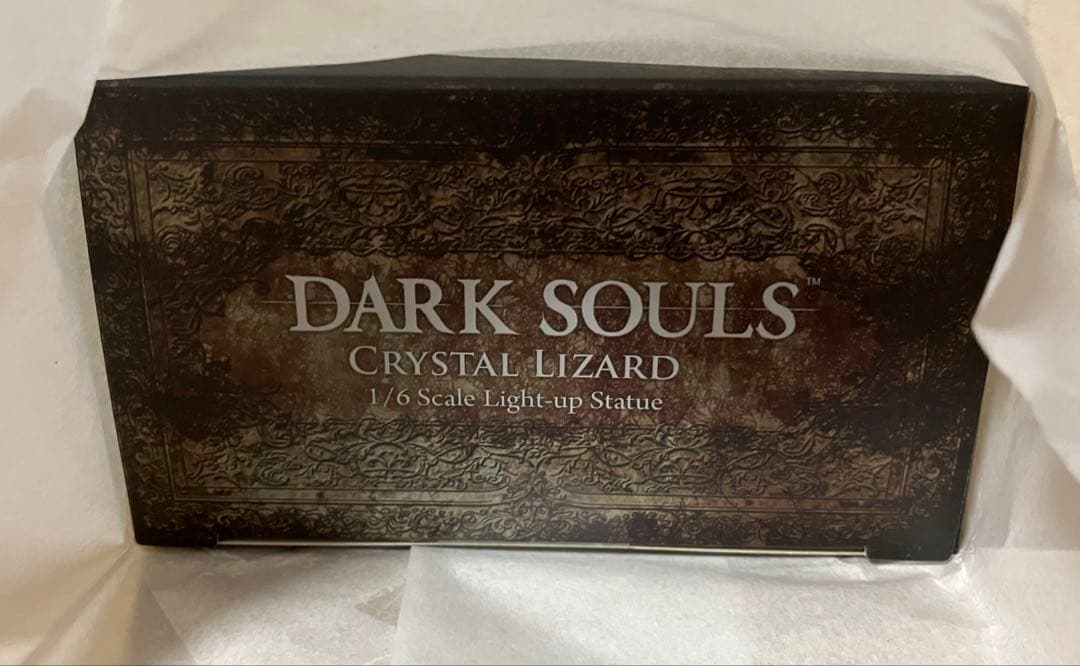 DARK SOULS™
CRYSTAL LIZARD
1/6 Scale Light-up Statue